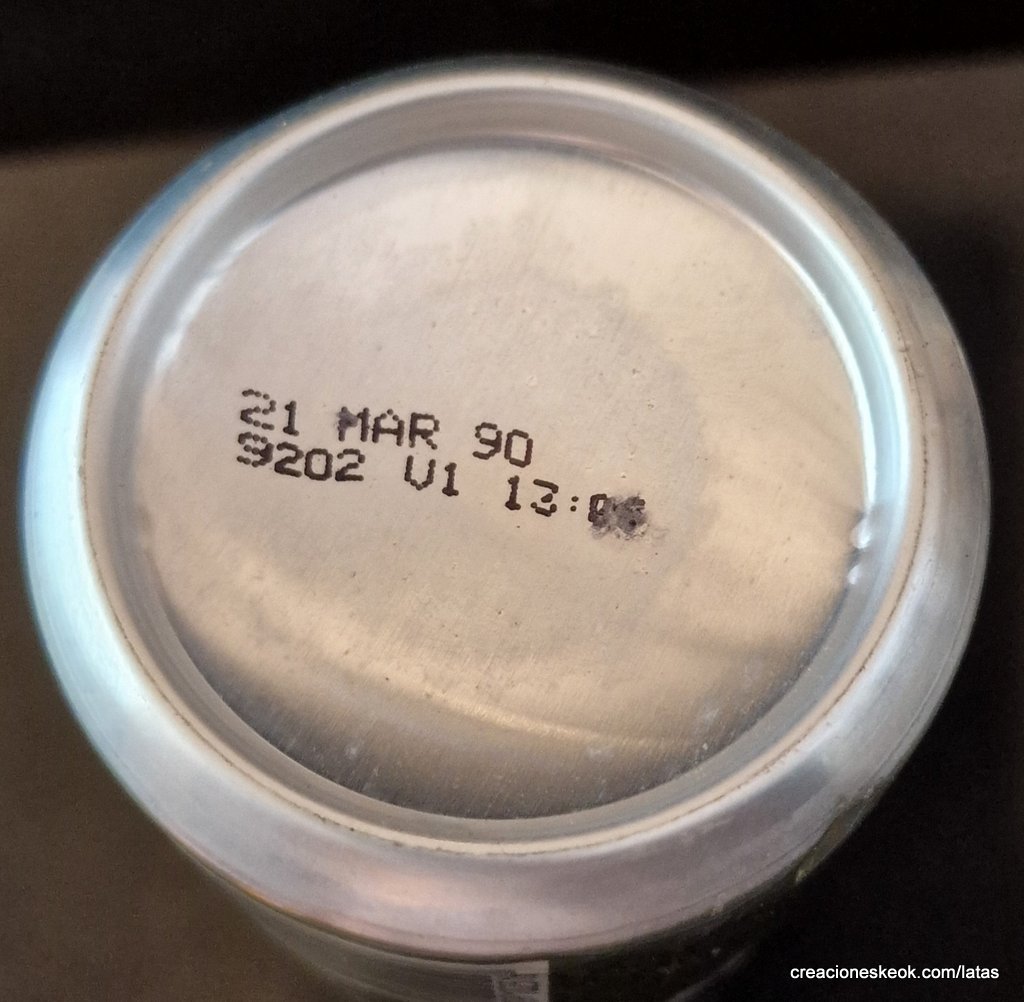 21 MAR 90
9202 V1
creacioneskeok.com/latas